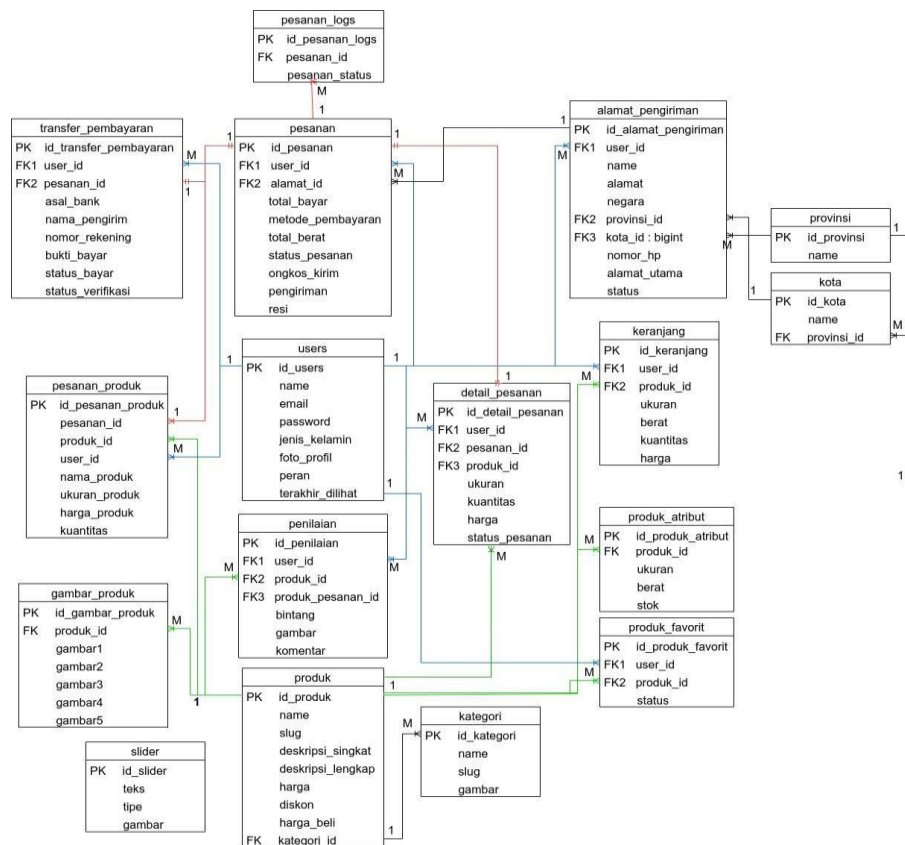 pesanan_logs
PK id_pesanan_logs
FK pesanan_id
pesanan_status
M
1
transfer_pembayaran
PK id_transfer_pembayaran
FK1 user_id
FK2 pesanan_id
asal_bank
nama_pengirim
nomor_rekening
bukti_bayar
status_bayar
status_verifikasi
M
1
1
pesanan
PK id_pesanan
FK1 user_id
FK2 alamat_id
total_bayar
metode_pembayaran
total_berat
status_pesanan
ongkos_kirim
pengiriman
resi
1
M
1
M
alamat_pengiriman
PK id_alamat_pengiriman
FK1 user_id
name
alamat
negara
FK2 provinsi_id
FK3 kota_id : bigint
nomor_hp
alamat_utama
status
M
1
provinsi
PK id_provinsi
name
1
kota
PK id_kota
name
FK provinsi_id
M
users
PK id_users
name
email
password
jenis_kelamin
foto_profil
peran
terakhir_dilihat
1
1
1
pesanan_produk
PK id_pesanan_produk
pesanan_id
produk_id
user_id
nama_produk
ukuran_produk
harga_produk
kuantitas
1
M
M
1
detail_pesanan
PK id_detail_pesanan
FK1 user_id
FK2 pesanan_id
FK3 produk_id
ukuran
kuantitas
harga
status_pesanan
M
keranjang
PK id_keranjang
FK1 user_id
FK2 produk_id
ukuran
berat
kuantitas
harga
M
M
1
penilaian
PK id_penilaian
FK1 user_id
FK2 produk_id
FK3 produk_pesanan_id
bintang
gambar
komentar
M
M
produk_atribut
PK id_produk_atribut
FK produk_id
ukuran
berat
stok
M
gambar_produk
PK id_gambar_produk
FK produk_id
gambar1
gambar2
gambar3
gambar4
gambar5
M
1
produk_favorit
PK id_produk_favorit
FK1 user_id
FK2 produk_id
status
M
produk
PK id_produk
name
slug
deskripsi_singkat
deskripsi_lengkap
harga
diskon
harga_beli
FK kategori_id
1
1
kategori
PK id_kategori
name
slug
gambar
M
slider
PK id_slider
teks
tipe
gambar